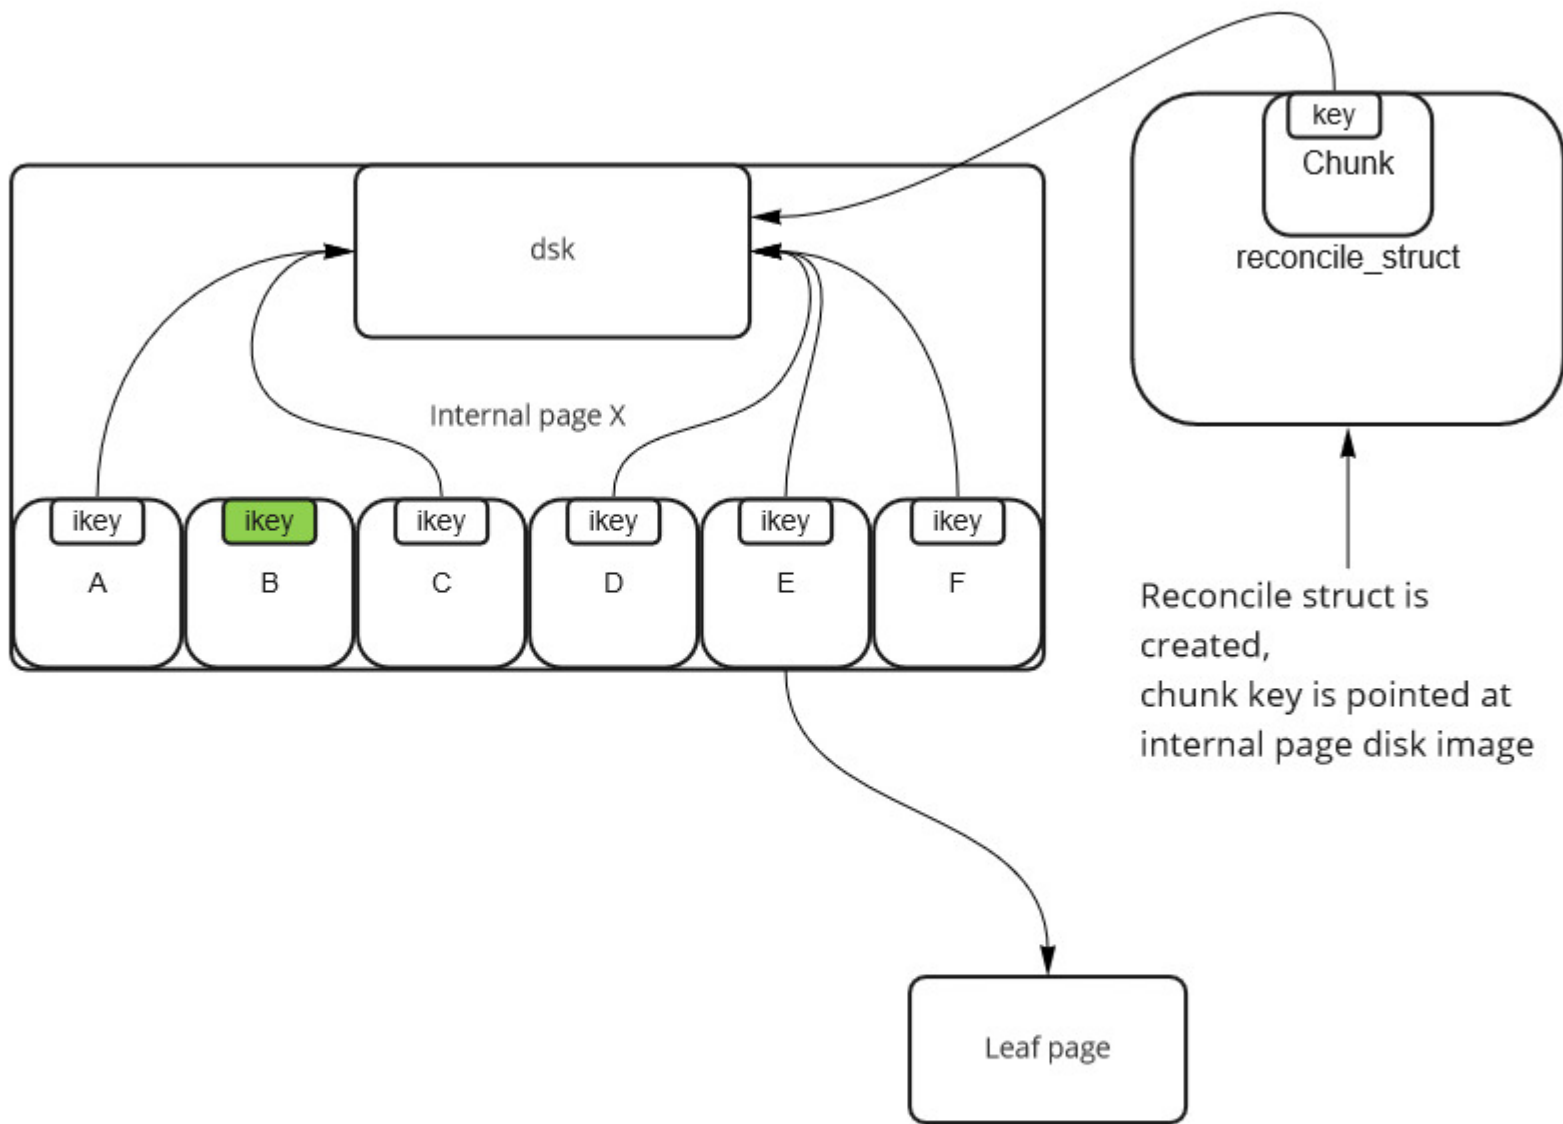 key
Chunk
reconcile_struct
dsk
Internal page X
ikey
ikey
ikey
ikey
ikey
ikey
A
B
C
D
E
F
Reconcile struct is
created,
chunk key is pointed at
internal page disk image
Leaf page